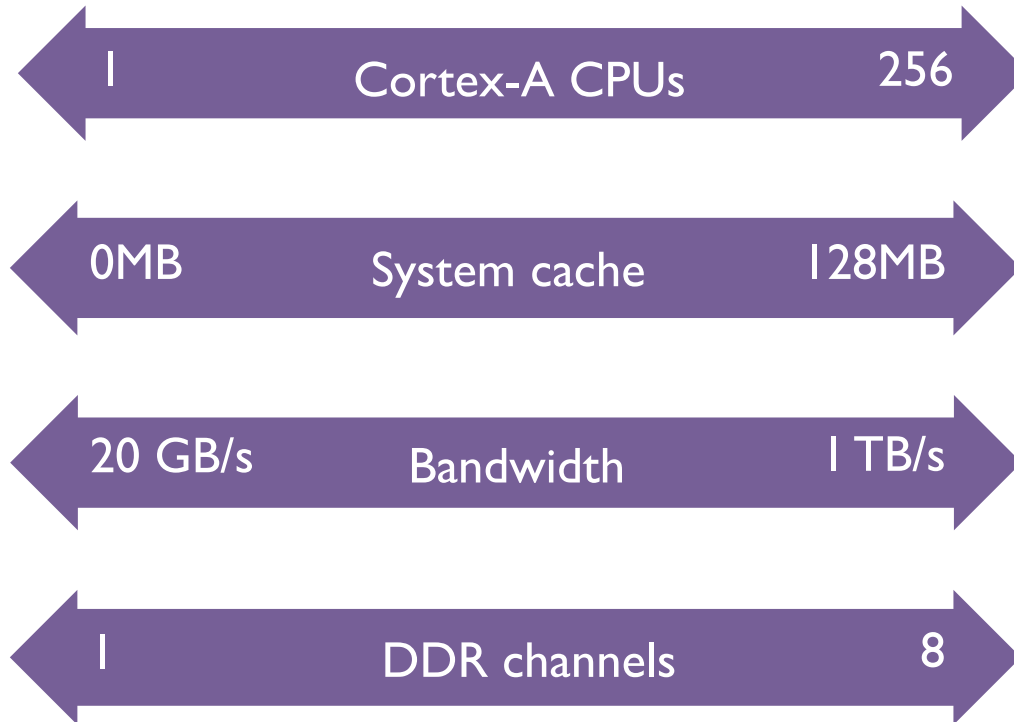 1 Cortex-A CPUs 256
0MB System cache 128MB
20 GB/s Bandwidth 1 TB/s
1 DDR channels 8